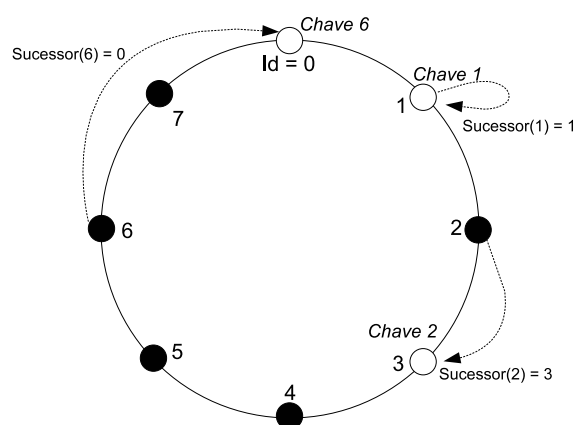 Chave 6
Sucessor(6) = 0
Id = 0
Chave 1
1
Sucessor(1) = 1
7
6
2
Chave 2
5
3
Sucessor(2) = 3
4